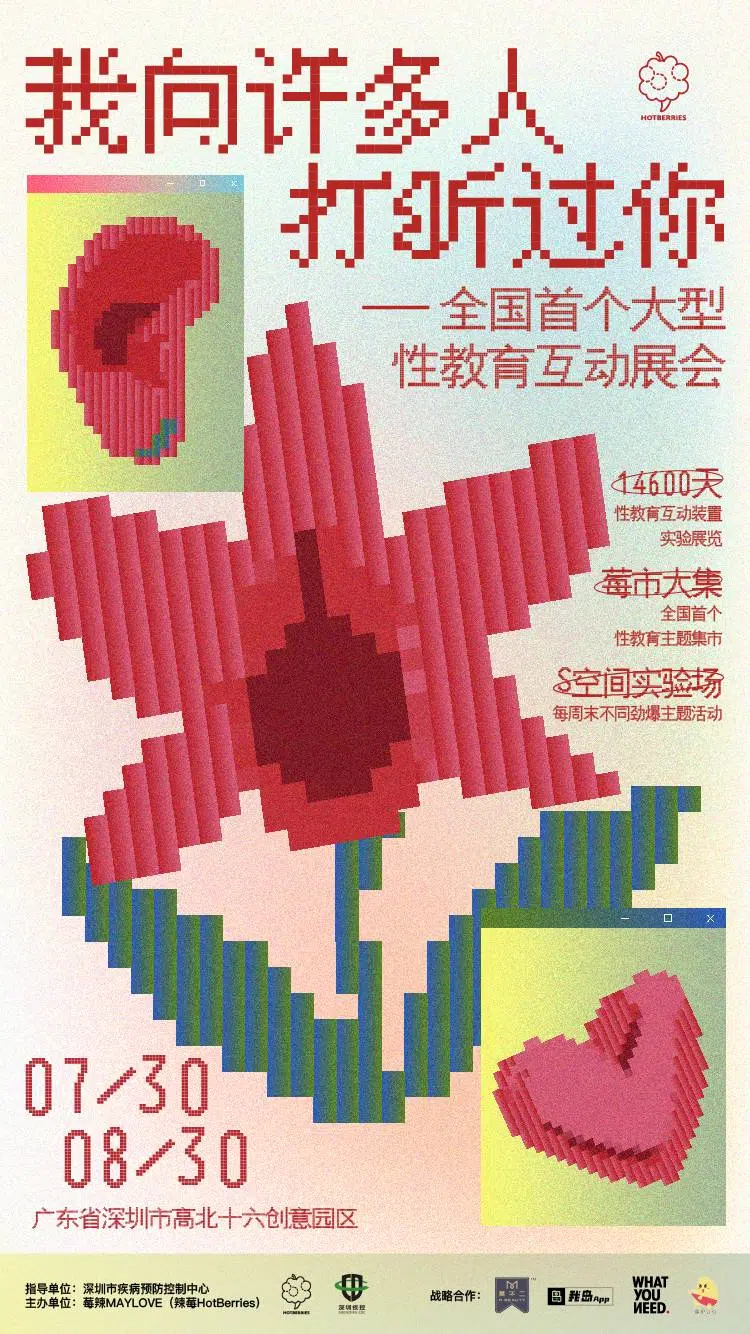 我向许多人
HOTBERRIES
打听过你
——全国首个大型
性教育互动展会
14600天
性教育互动装置
实验展览
莓市大集
全国首个
性教育主题集市
S空间实验场
每周末不同劲爆主题活动
07/30
08/30
广东省深圳市高北十六创意园区
指导单位：深圳市疾病预防控制中心
主办单位：莓辣MAYLOVE（辣莓HotBerries）
HOTBERRIES
深圳疾控
战略合作：
我岛App
WHAT
YOU
NEED.